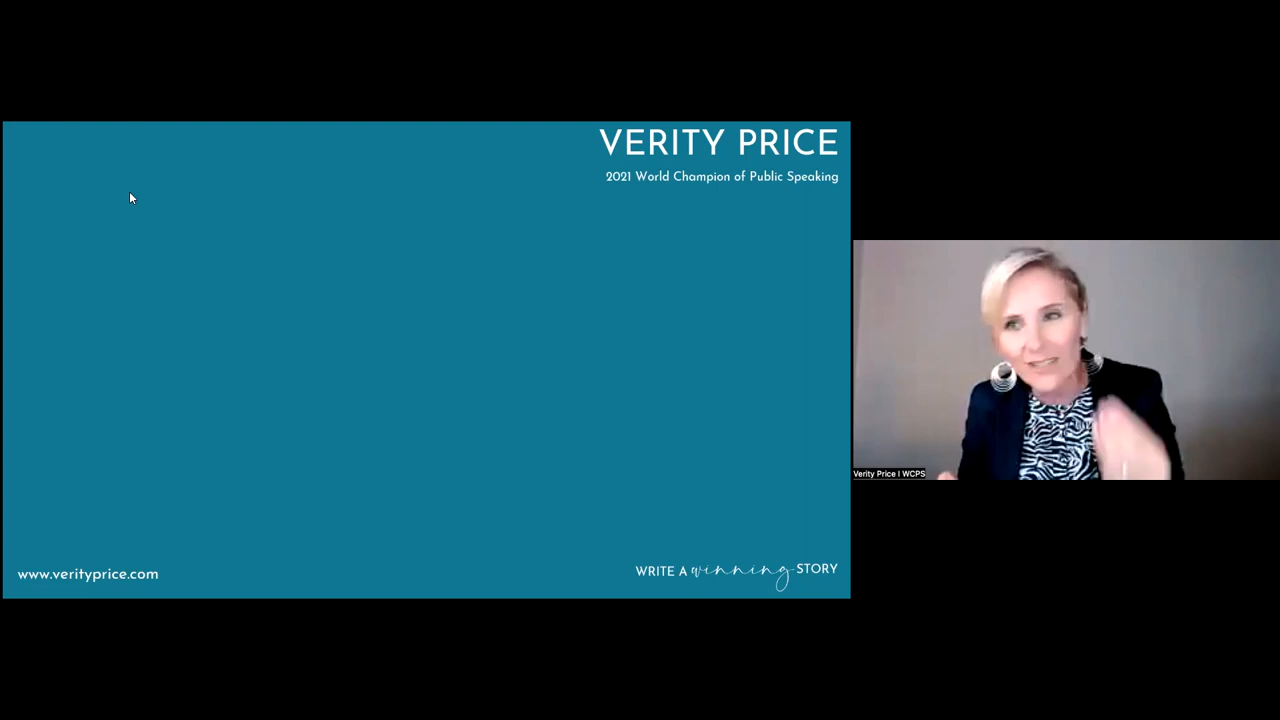 VERITY PRICE
2021 World Champion of Public Speaking
Verity Price I WCPS
www.verityprice.com
WRITE A winning STORY